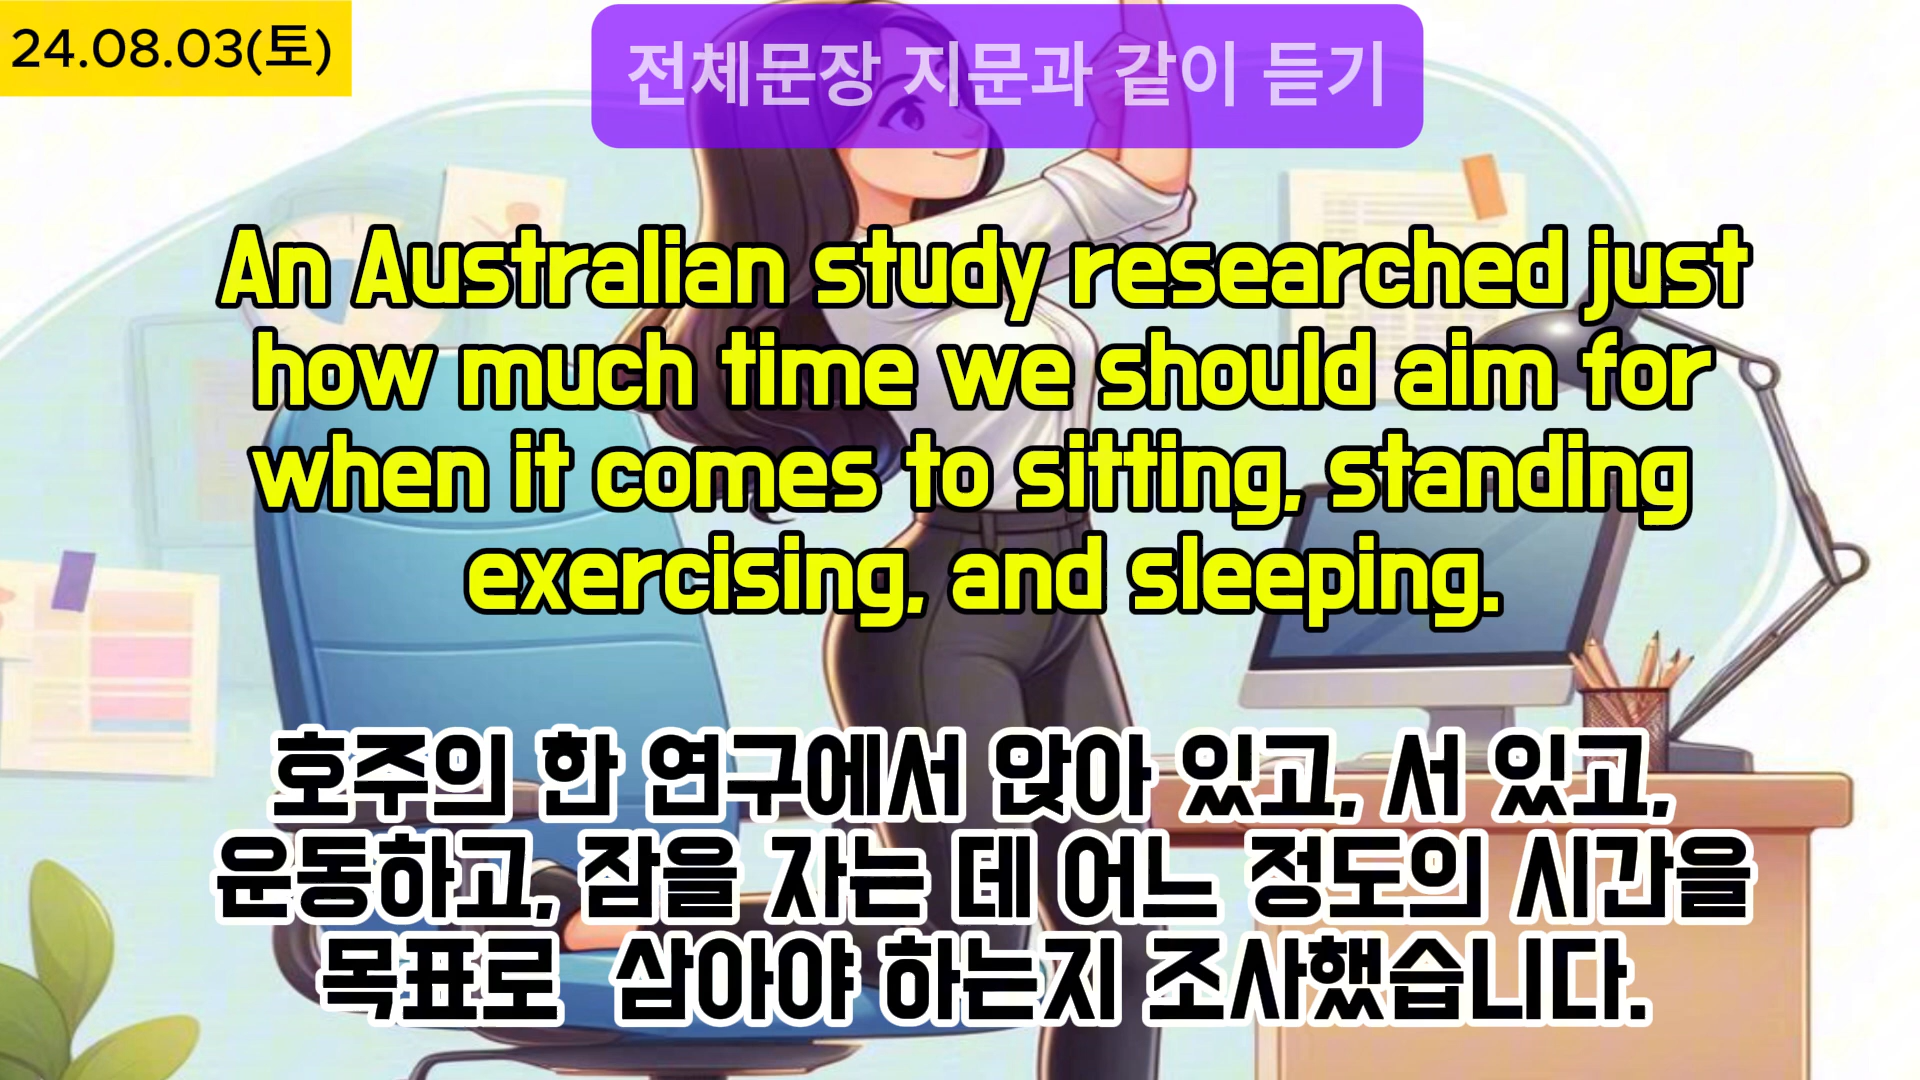 24.08.03(토)
전체문장 지문과 같이 듣기
An Australian study researched just
how much time we should aim for
when it comes to sitting, standing
exercising, and sleeping.
호주의 한 연구에서 앉아 있고, 서 있고,
운동하고, 잠을 자는 데 어느 정도의 시간을
목표로 삼아야 하는지 조사했습니다.